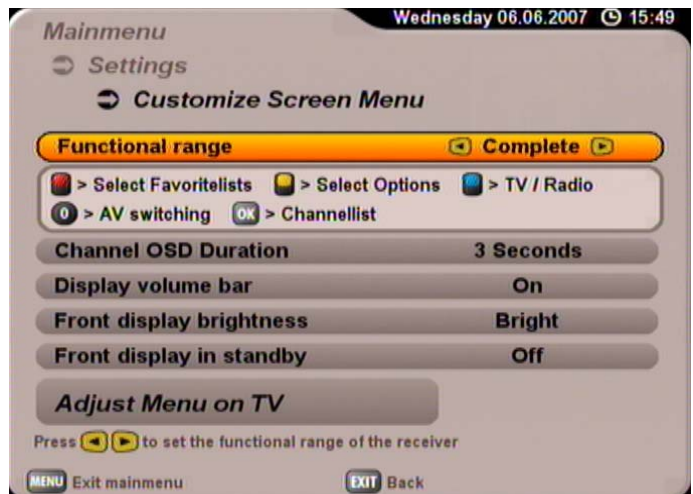 Wednesday 06.06.2007 15:49
Mainmenu
Settings
Customize Screen Menu
Functional range Complete
> Select Favoritelists > Select Options > TV / Radio
0 > AV switching OK > Channellist
Channel OSD Duration 3 Seconds
Display volume bar On
Front display brightness Bright
Front display in standby Off
Adjust Menu on TV
Press to set the functional range of the receiver
MENU Exit mainmenu EXIT Back